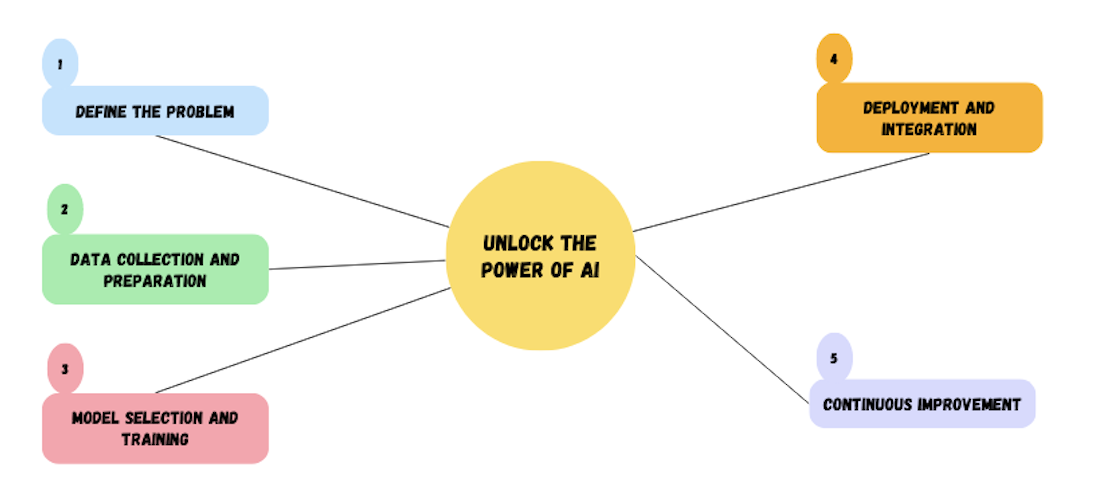 1
DEFINE THE PROBLEM
2
DATA COLLECTION AND
PREPARATION
3
MODEL SELECTION AND
TRAINING
UNLOCK THE
POWER OF AI
4
DEPLOYMENT AND
INTEGRATION
5
CONTINUOUS IMPROVEMENT